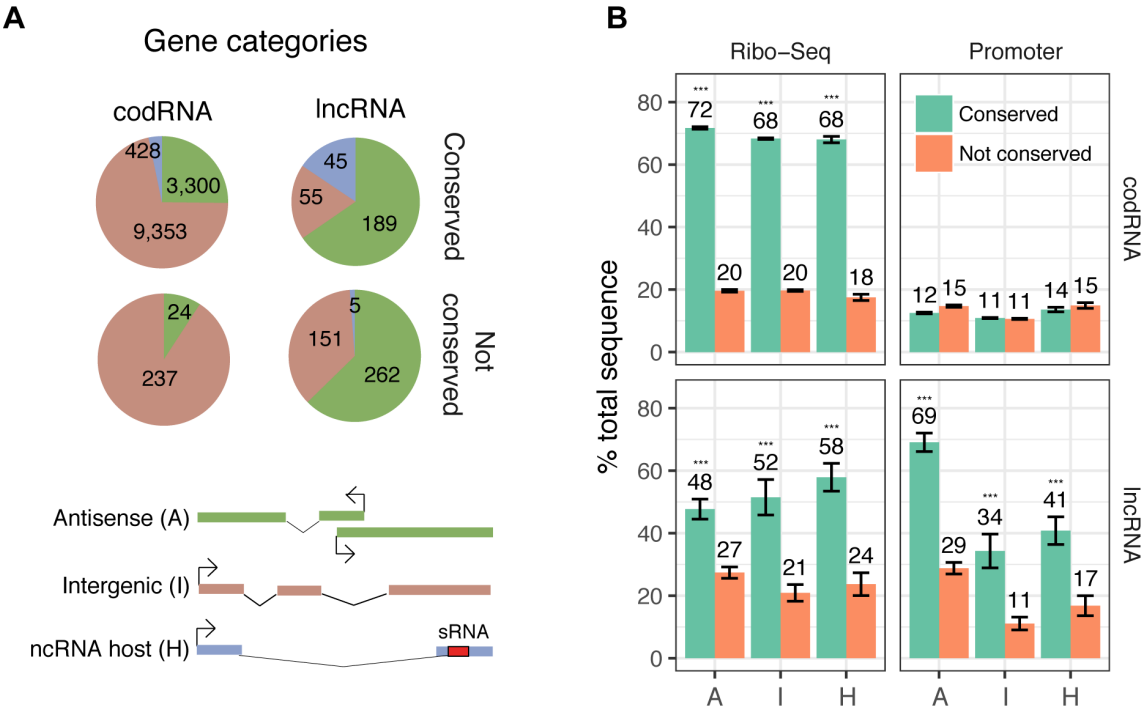 A
Gene categories
codRNA
lncRNA
428
3,300
9,353
45
55
189
Conserved
24
237
5
151
262
Not
conserved
Antisense (A)
Intergenic (I)
ncRNA host (H)
sRNA
B
Ribo−Seq
Promoter
% total sequence
80
60
40
20
0
***
72
***
68
***
68
20
20
18
Conserved
Not conserved
12
15
11
11
14
15
codRNA
80
60
40
20
0
***
48
***
52
***
58
27
21
24
***
69
***
34
***
41
29
11
17
lncRNA
A
I
H
A
I
H